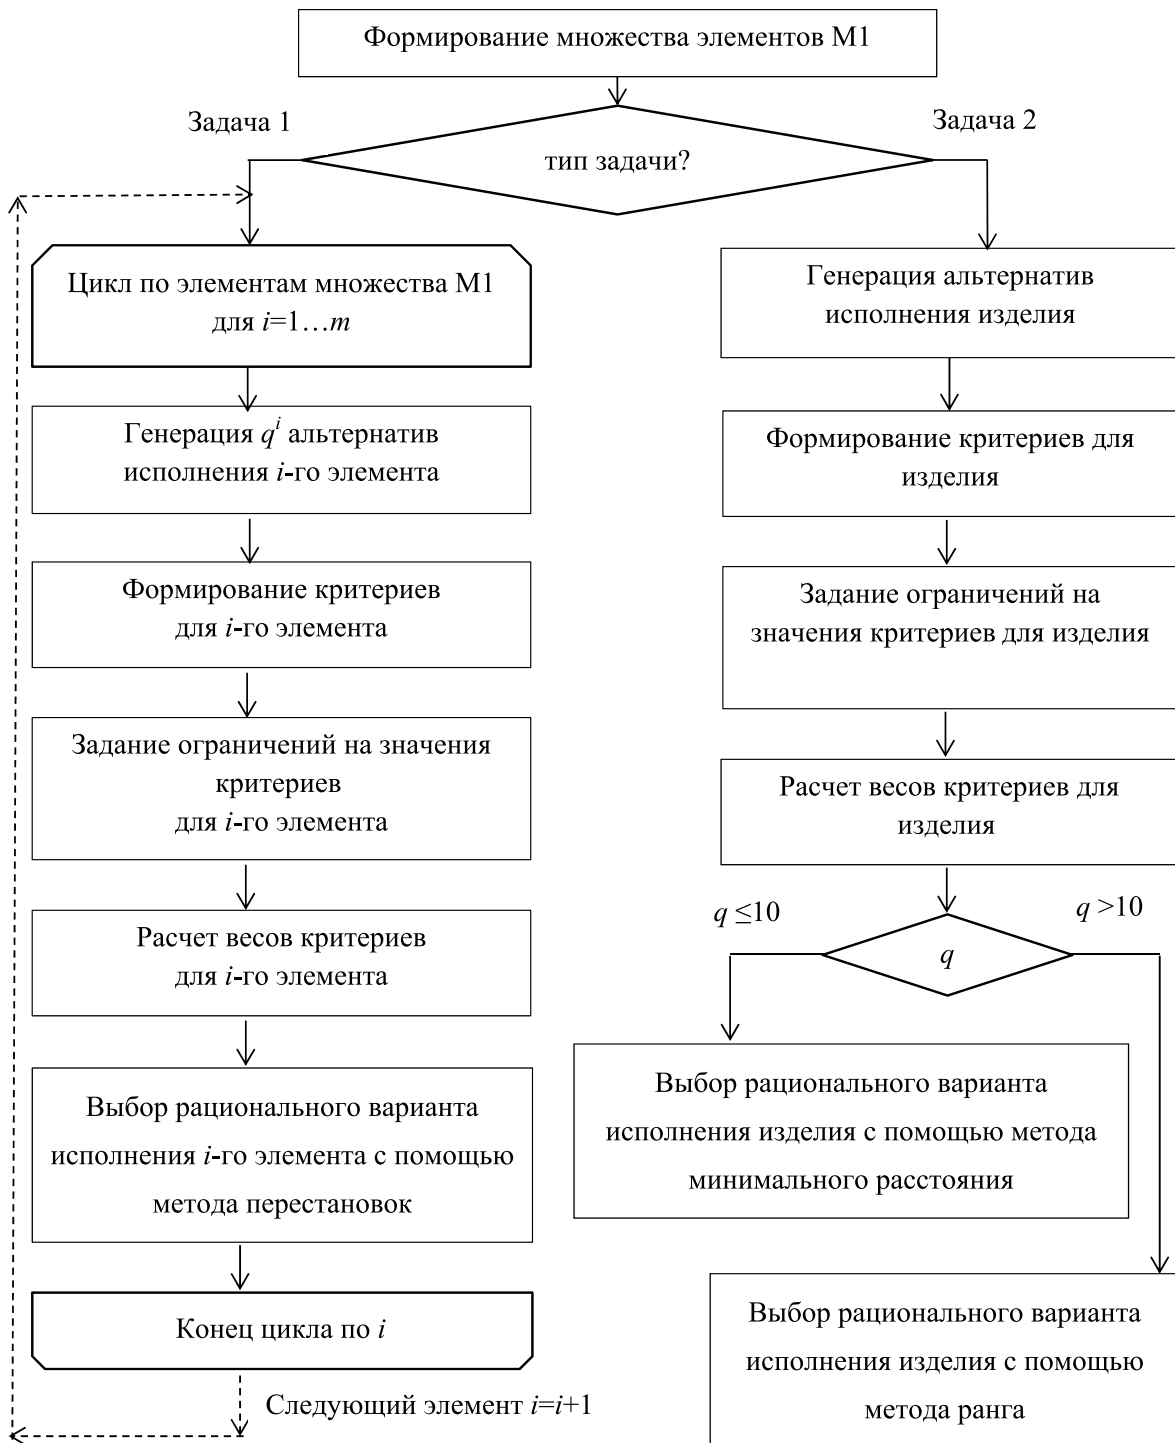 Формирование множества элементов М1
Задача 1
Задача 2
тип задачи?
Цикл по элементам множества М1
для i=1…m
Генерация qⁱ альтернатив
исполнения i-го элемента
Формирование критериев
для i-го элемента
Задание ограничений на значения
критериев
для i-го элемента
Расчет весов критериев
для i-го элемента
Выбор рационального варианта
исполнения i-го элемента с помощью
метода перестановок
Конец цикла по i
Следующий элемент i=i+1
Генерация альтернатив
исполнения изделия
Формирование критериев для
изделия
Задание ограничений на
значения критериев для изделия
Расчет весов критериев для
изделия
q ≤10
q >10
q
Выбор рационального варианта
исполнения изделия с помощью метода
минимального расстояния
Выбор рационального варианта
исполнения изделия с помощью
метода ранга